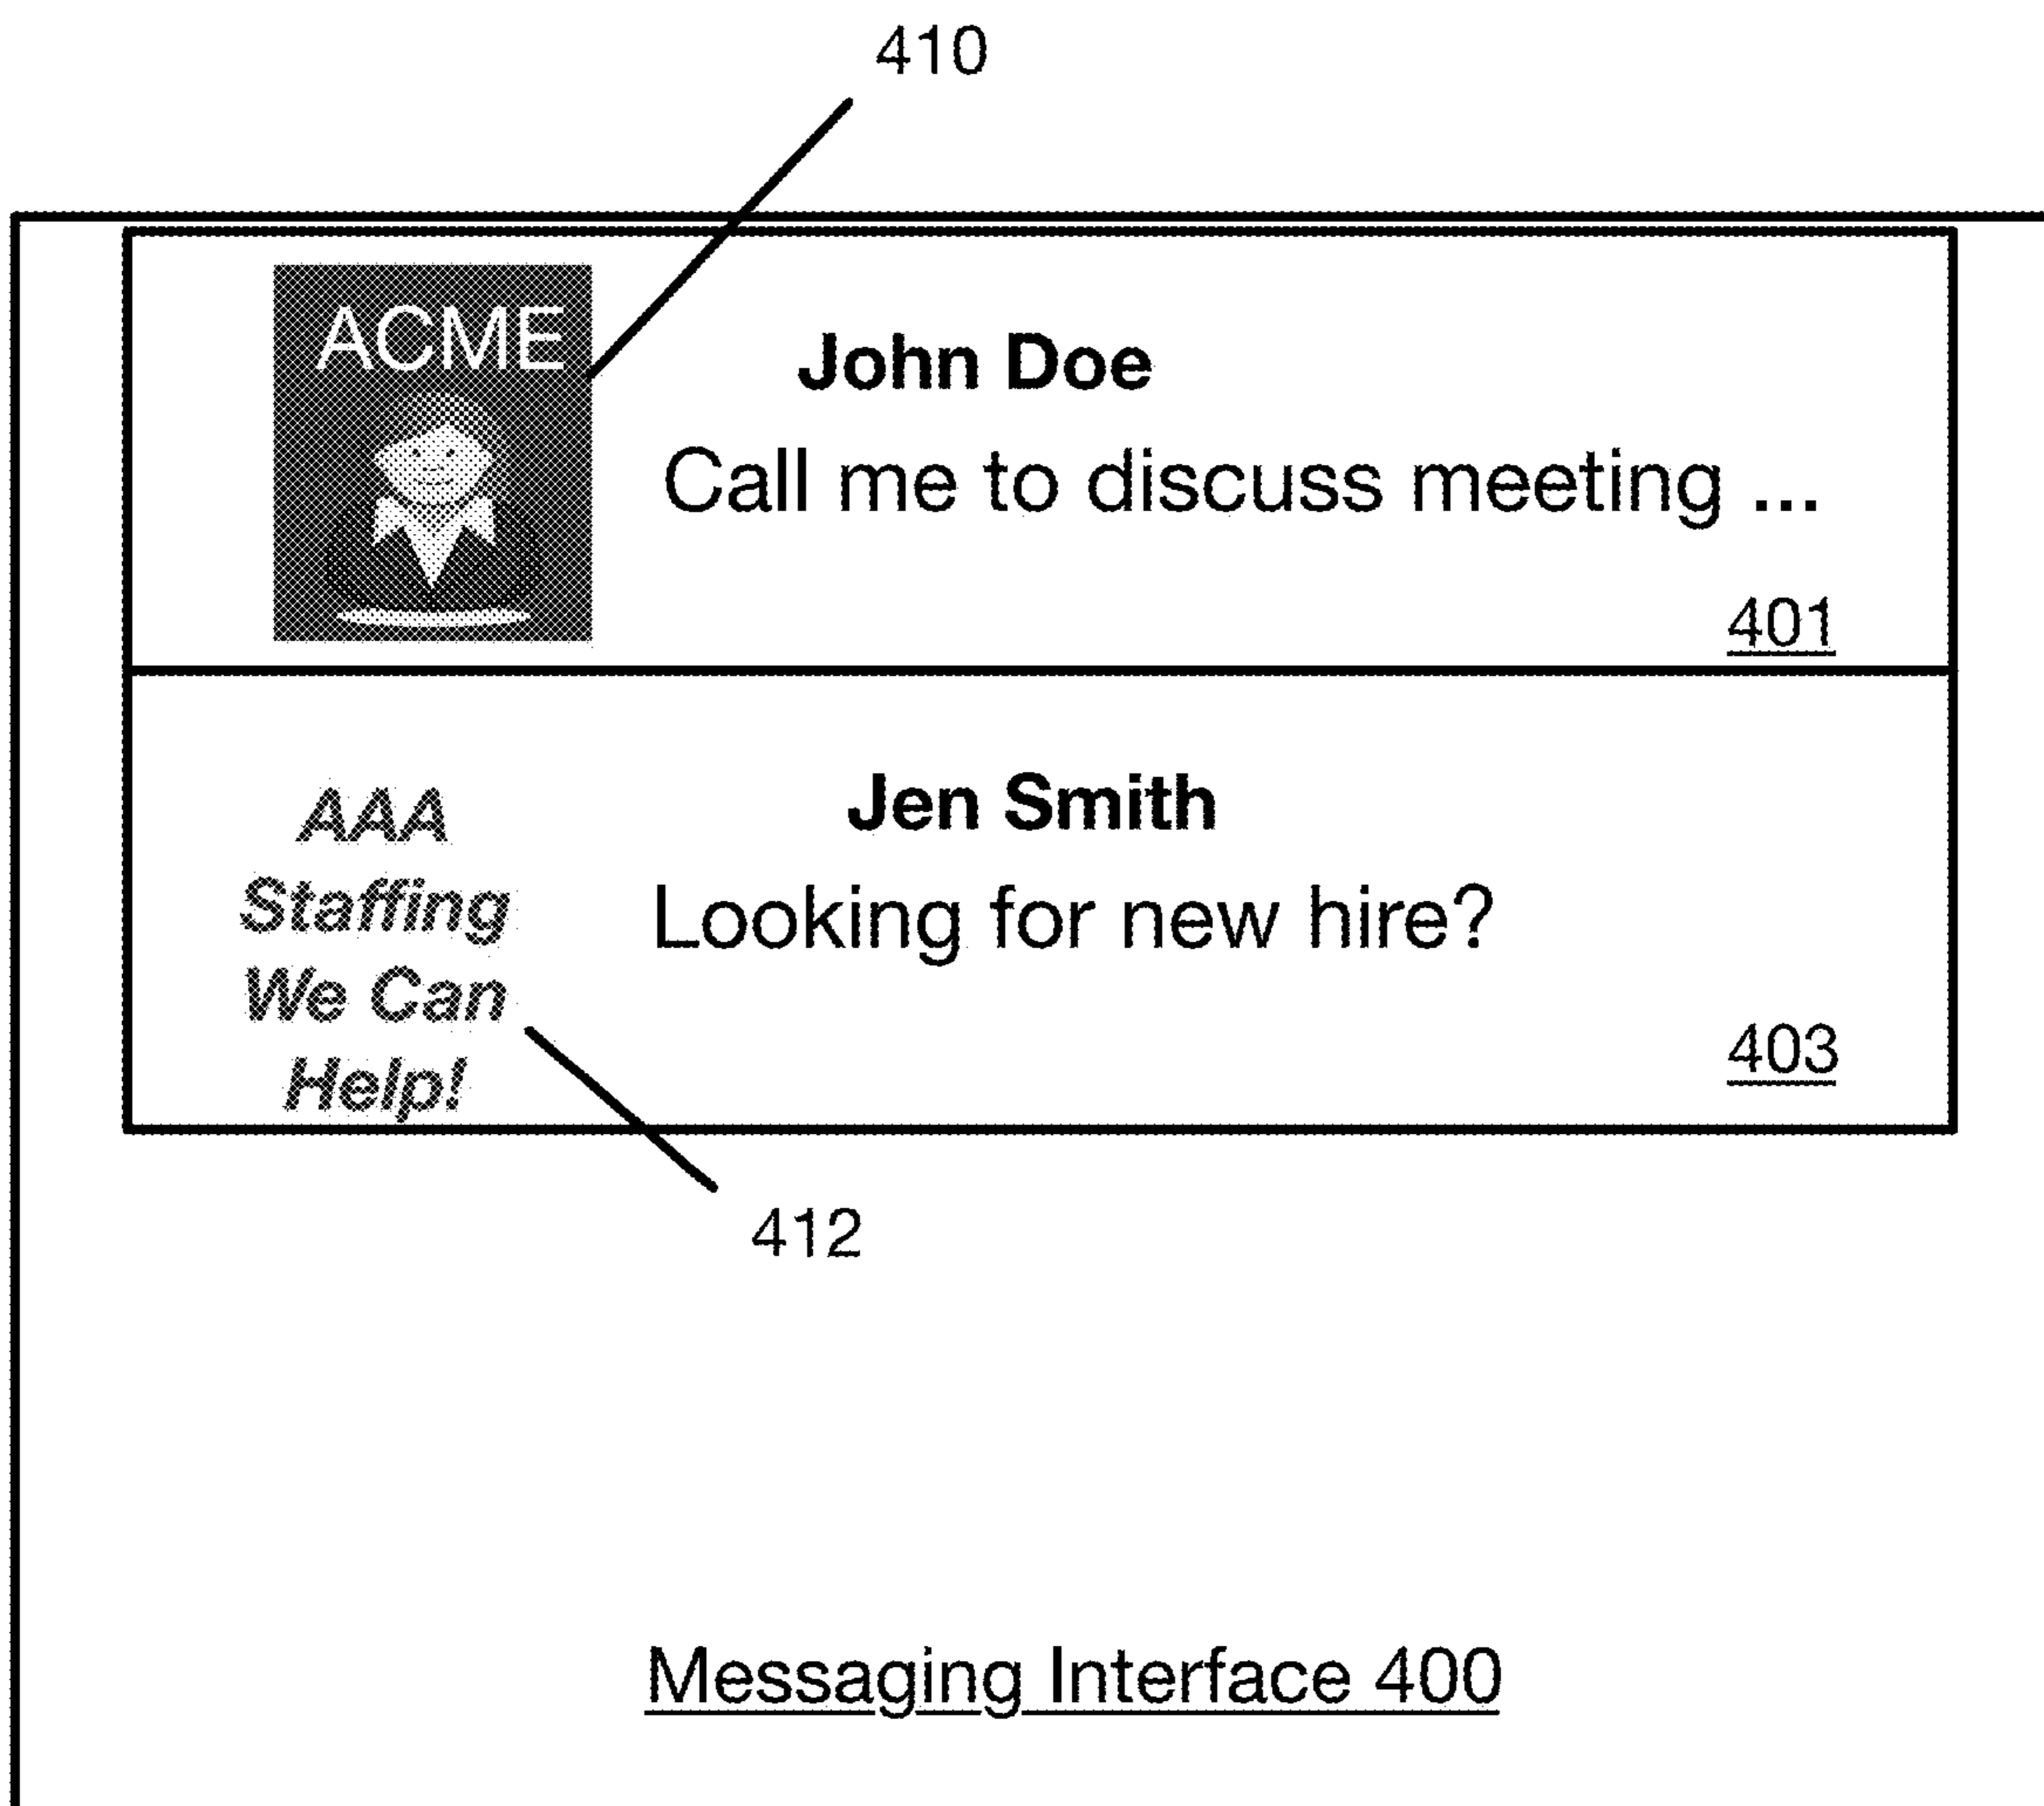 410
ACME
John Doe
Call me to discuss meeting ...
401
AAA
Staffing
We Can
Help!
Jen Smith
Looking for new hire?
403
412
Messaging Interface 400